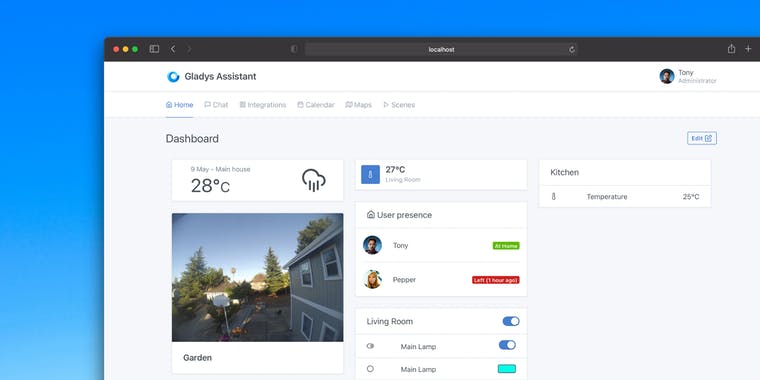 localhost
Gladys Assistant
Tony
Administrator
Home Chat Integrations Calendar Maps Scenes
Dashboard
Edit
9 May - Main house
28°C
Garden
27°C
Living Room
User presence
Tony
At Home
Pepper
Left (1 hour ago)
Living Room
Main Lamp
Main Lamp
Kitchen
Temperature 25°C